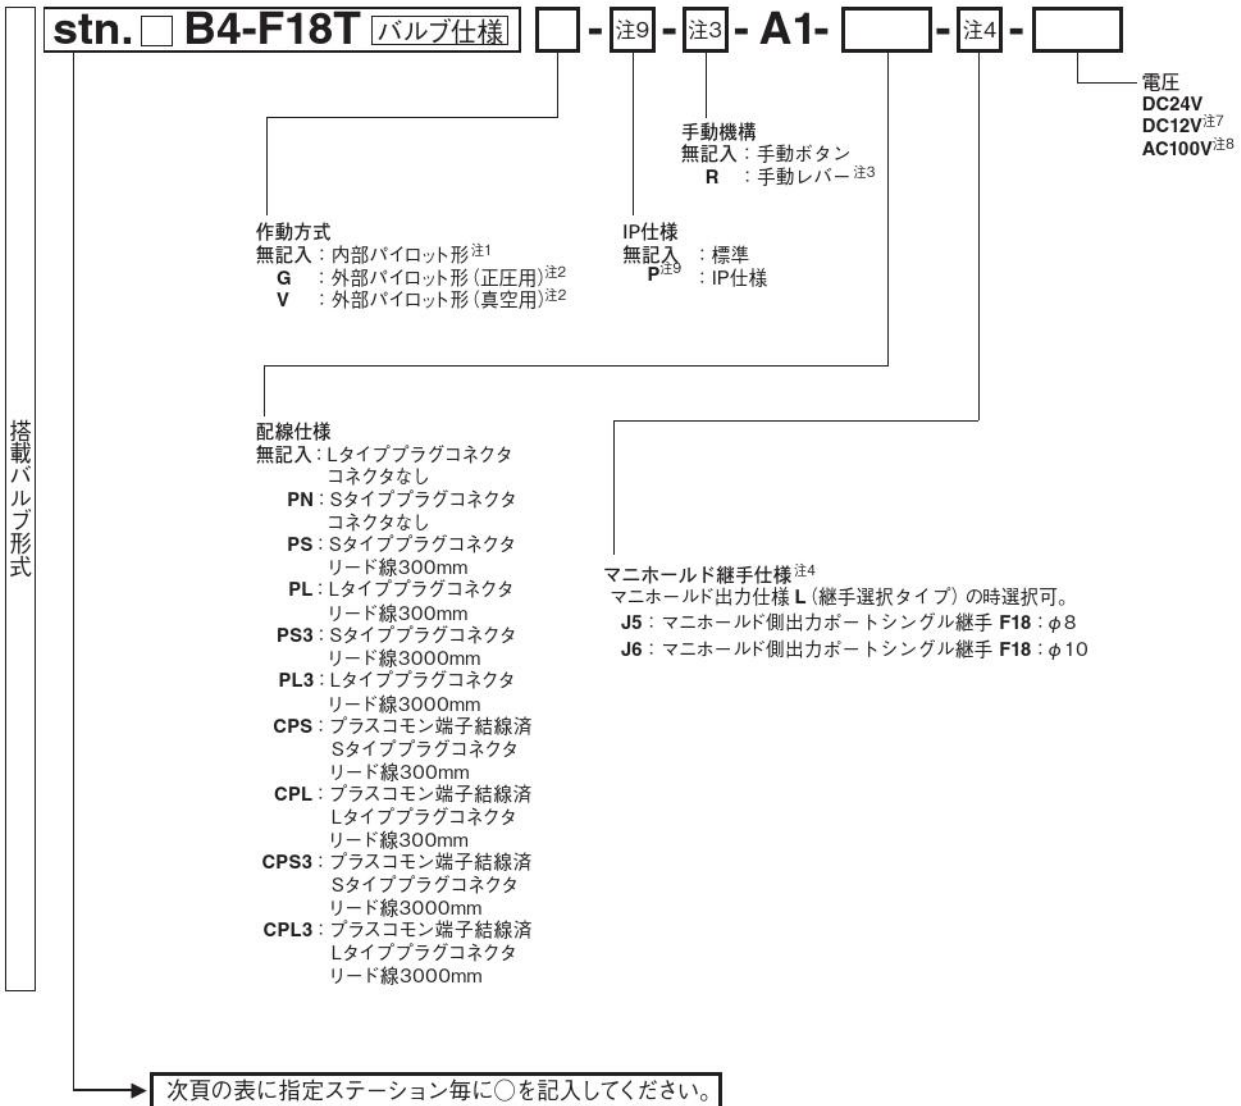 stn. □ B4-F18T バルブ仕様 □ - 注9 - 注3 - A1- □ - 注4 - □
電圧
DC24V
DC12V注7
AC100V注8
手動機構
無記入：手動ボタン
R ：手動レバー注3
作動方式
無記入：内部パイロット形注1
G ：外部パイロット形（正圧用）注2
V ：外部パイロット形（真空用）注2
IP仕様
無記入：標準
P注9 ：IP仕様
搭載バルブ形式
配線仕様
無記入：Lタイププラグコネクタ
コネクタなし
PN：Sタイププラグコネクタ
コネクタなし
PS：Sタイププラグコネクタ
リード線300mm
PL：Lタイププラグコネクタ
リード線300mm
PS3：Sタイププラグコネクタ
リード線3000mm
PL3：Lタイププラグコネクタ
リード線3000mm
CPS：プラスコモン端子結線済
Sタイププラグコネクタ
リード線300mm
CPL：プラスコモン端子結線済
Lタイププラグコネクタ
リード線300mm
CPS3：プラスコモン端子結線済
Sタイププラグコネクタ
リード線3000mm
CPL3：プラスコモン端子結線済
Lタイププラグコネクタ
リード線3000mm
マニホールド継手仕様注4
マニホールド出力仕様 L（継手選択タイプ）の時選択可。
J5：マニホールド側出力ポートシングル継手 F18：φ8
J6：マニホールド側出力ポートシングル継手 F18：φ10
次頁の表に指定ステーション毎に○を記入してください。